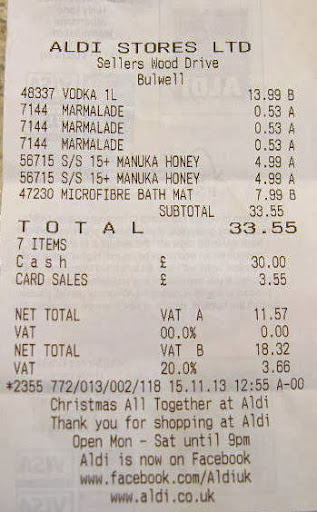 ALDI STORES LTD
Sellers Wood Drive
Bulwell
48337 VODKA 1L 13.99 B
7144 MARMALADE 0.53 A
7144 MARMALADE 0.53 A
7144 MARMALADE 0.53 A
56715 S/S 15+ MANUKA HONEY 4.99 A
56715 S/S 15+ MANUKA HONEY 4.99 A
47230 MICROFIBRE BATH MAT 7.99 B
SUBTOTAL 33.55
TOTAL 33.55
7 ITEMS
Cash £ 30.00
CARD SALES £ 3.55
NET TOTAL VAT A 11.57
VAT 00.0% 0.00
NET TOTAL VAT B 18.32
VAT 20.0% 3.66
*2355 772/013/002/118 15.11.13 12:55 A-00
Christmas All Together at Aldi
Thank you for shopping at Aldi
Open Mon - Sat until 9pm
Aldi is now on Facebook
www.facebook.com/Aldiuk
www.aldi.co.uk